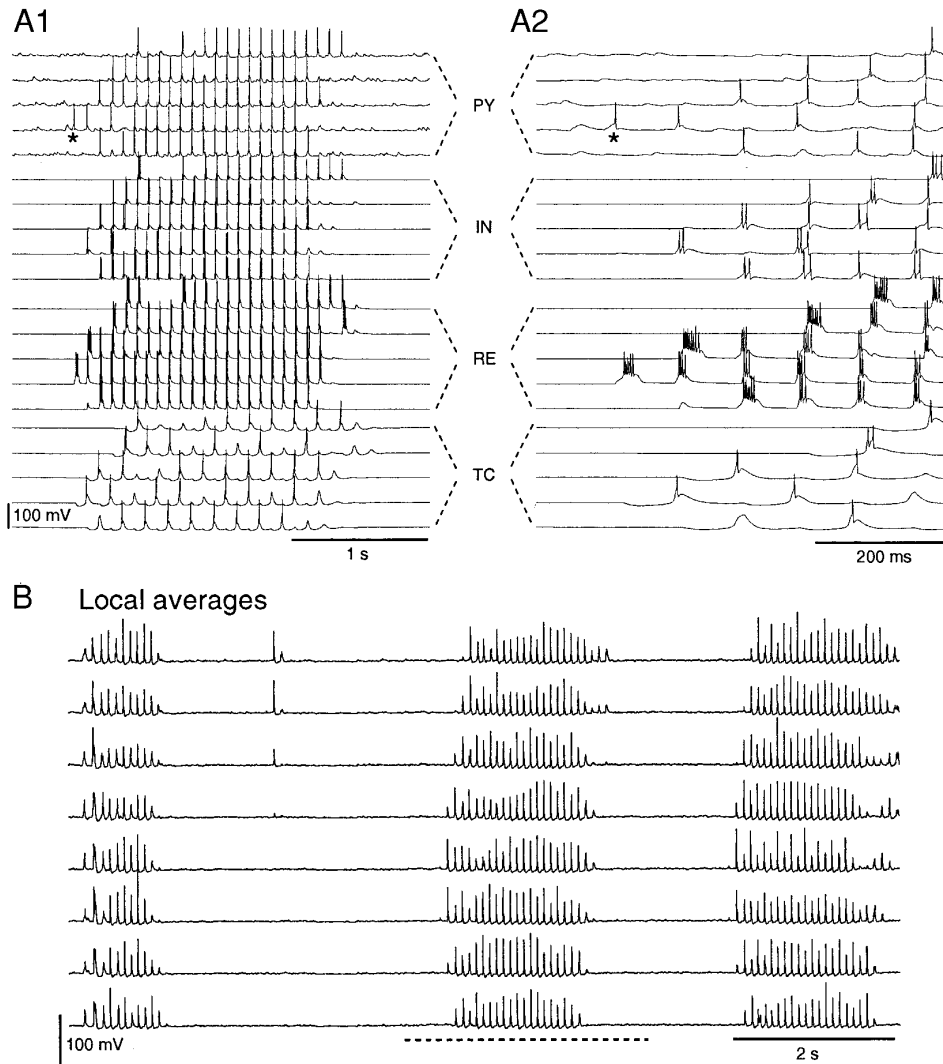 A1
A2
PY
*
*
IN
RE
TC
100 mV
1 s
200 ms
B Local averages
100 mV
2 s